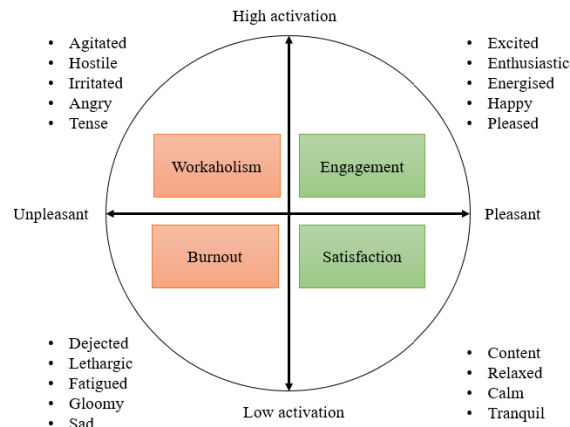 High activation
• Agitated
• Hostile
• Irritated
• Angry
• Tense
• Excited
• Enthusiastic
• Energised
• Happy
• Pleased
Workaholism
Engagement
Unpleasant
Pleasant
Burnout
Satisfaction
• Dejected
• Lethargic
• Fatigued
• Gloomy
• Sad
• Content
• Relaxed
• Calm
• Tranquil
Low activation